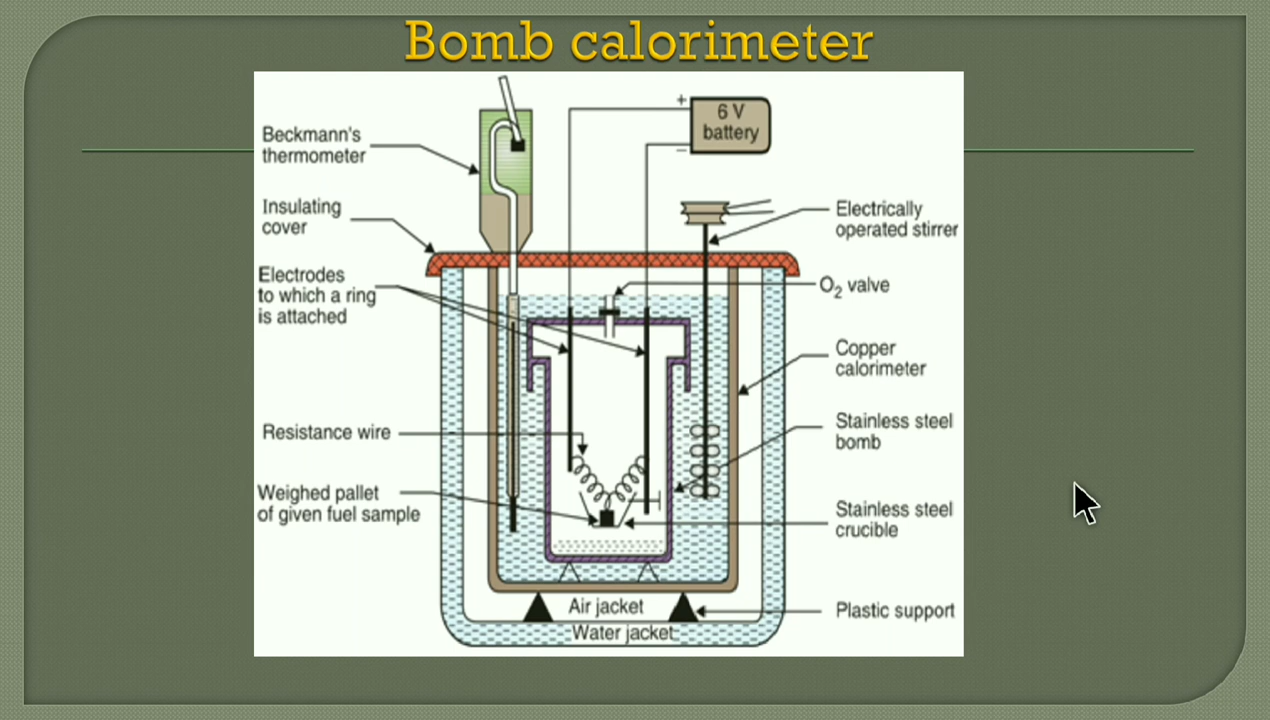 Bomb calorimeter
6 V
battery
+
–
Beckmann's
thermometer
Insulating
cover
Electrodes
to which a ring
is attached
Resistance wire
Weighed pallet
of given fuel sample
Electrically
operated stirrer
O₂ valve
Copper
calorimeter
Stainless steel
bomb
Stainless steel
crucible
Plastic support
Air jacket
Water jacket